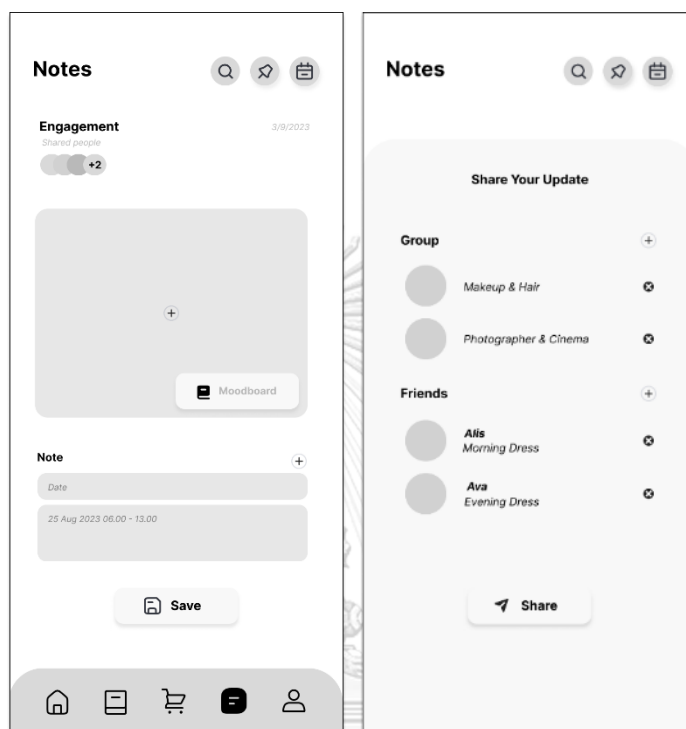 Notes
Engagement
3/9/2023
Shared people
+2
Moodboard
Note
Date
25 Aug 2023 06.00 - 13.00
Save
Notes
Share Your Update
Group
Makeup & Hair
Photographer & Cinema
Friends
Alis
Morning Dress
Ava
Evening Dress
Share